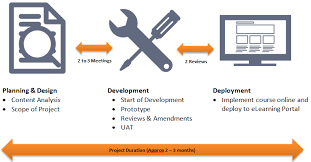 2 to 3 Meetings
2 Reviews
Planning & Design
• Content Analysis
• Scope of Project
Development
• Start of Development
• Prototype
• Reviews & Amendments
• UAT
Deployment
• Implement course online and
deploy to eLearning Portal
Project Duration (Approx 2 – 3 months)